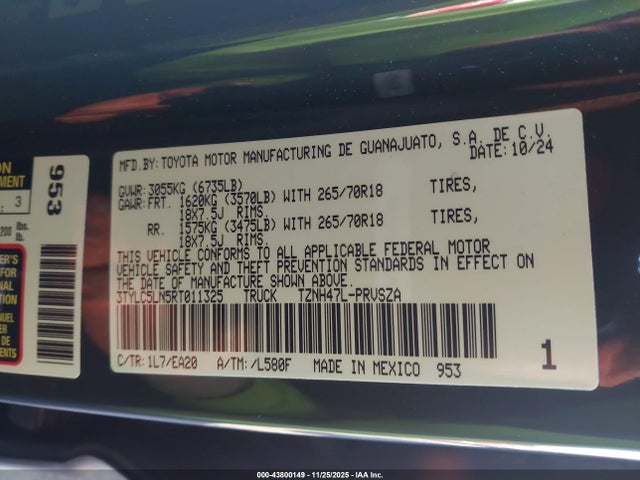 MFD.BY: TOYOTA MOTOR MANUFACTURING DE GUANAJUATO, S.A. DE C.V.
DATE: 10/24
GVWR: 3055KG (6735LB)
GAWR: FRT. 1620KG (3570LB) WITH 265/70R18 TIRES,
18X7.5J RIMS,
RR. 1575KG (3475LB) WITH 265/70R18 TIRES,
18X7.5J RIMS.
THIS VEHICLE CONFORMS TO ALL APPLICABLE FEDERAL MOTOR
VEHICLE SAFETY AND THEFT PREVENTION STANDARDS IN EFFECT ON
THE DATE OF MANUFACTURE SHOWN ABOVE.
3TYLC5LN5RT011325 TRUCK TZNH47L-PRVSZA
C/TR: 1L7/EA20 A/TM: /L580F MADE IN MEXICO 953
1
953
3
200 lbs.
000-43800149 - 11/25/2025 - IAA Inc.